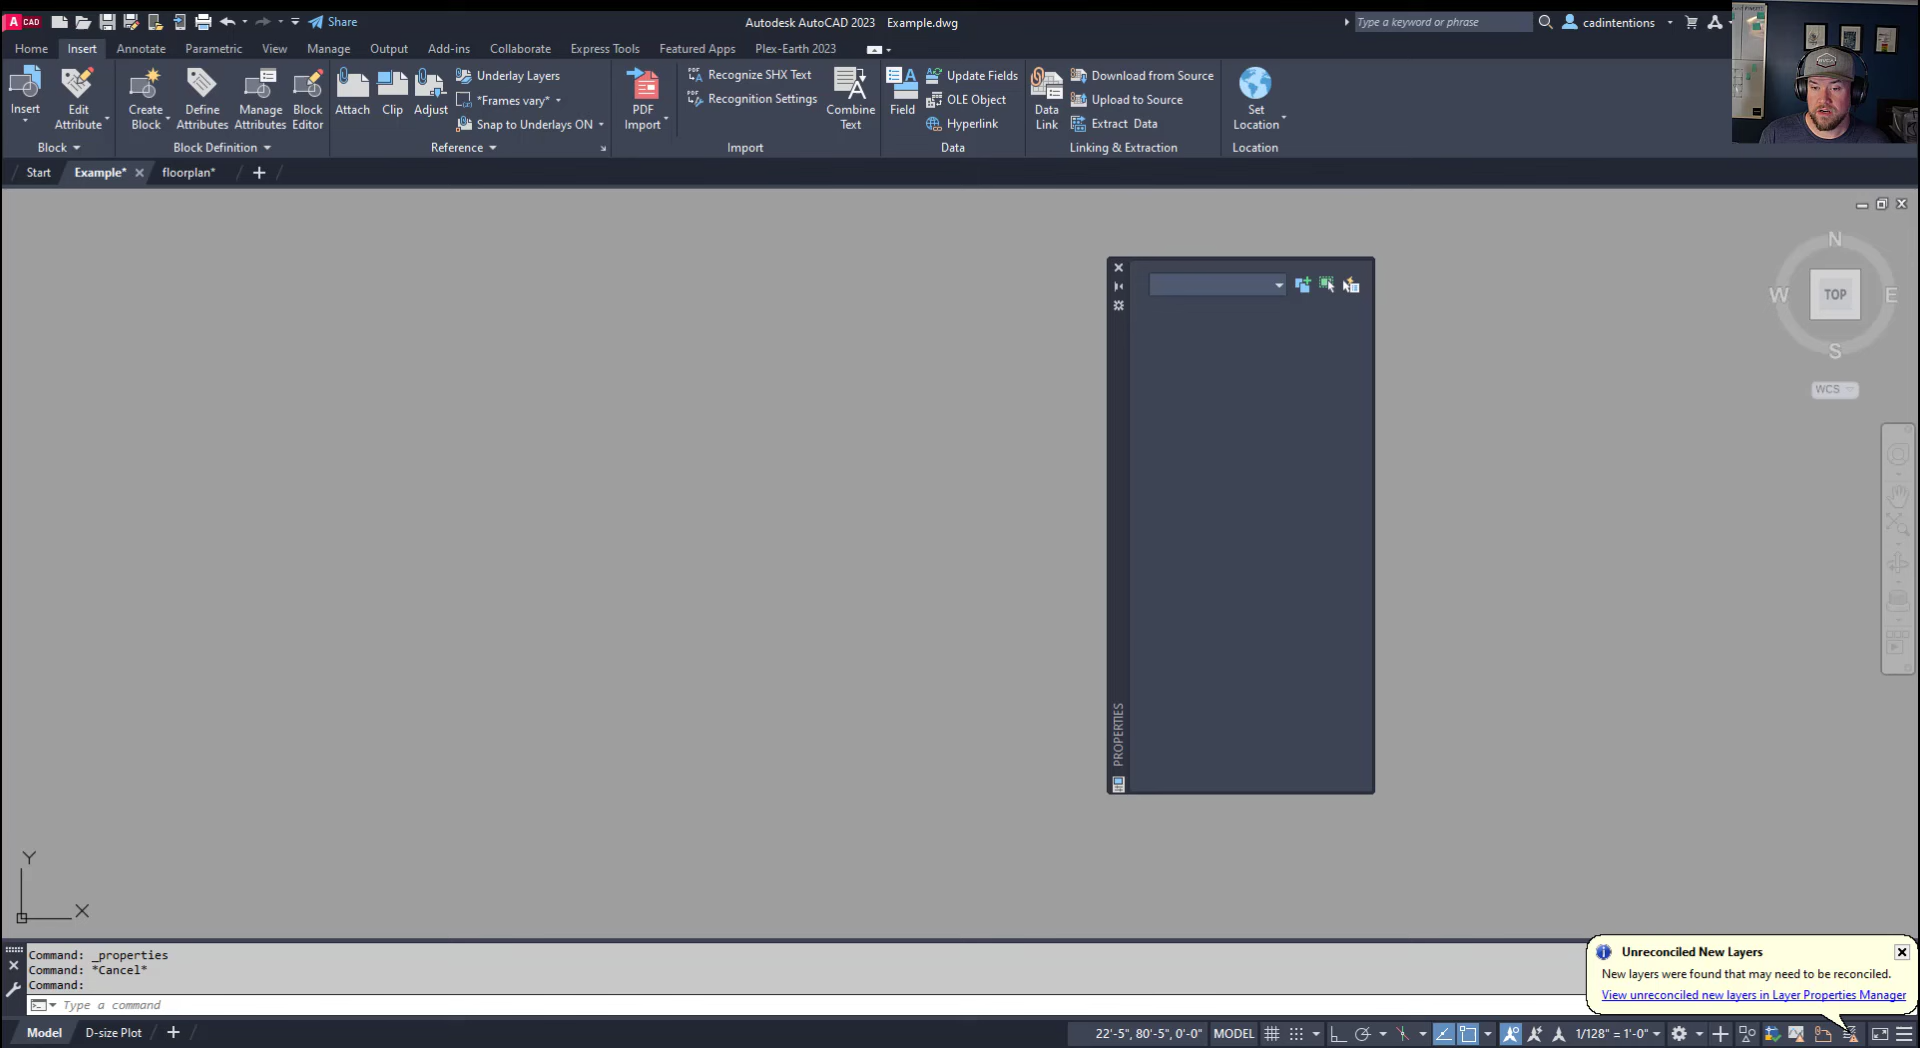 A CAD
Share
Autodesk AutoCAD 2023 Example.dwg
Type a keyword or phrase
cadintentions
Home Insert Annotate Parametric View Manage Output Add-ins Collaborate Express Tools Featured Apps Plex-Earth 2023
Insert
Edit
Attribute
Block
Create
Block
Define
Attributes
Manage
Attributes
Block
Editor
Block Definition
Attach
Clip
Adjust
Underlay Layers
*Frames vary*
Snap to Underlays ON
Reference
PDF
Import
Recognize SHX Text
Recognition Settings
Combine
Text
Import
Field
Update Fields
OLE Object
Hyperlink
Data
Data
Link
Download from Source
Upload to Source
Extract Data
Linking & Extraction
Set
Location
Location
Start
Example*
floorplan*
N
W
TOP
E
S
WCS
PROPERTIES
Y
X
Command: _properties
Command: *Cancel*
Command:
Type a command
Unreconciled New Layers
New layers were found that may need to be reconciled.
View unreconciled new layers in Layer Properties Manager
Model
D-size Plot
22'-5", 80'-5", 0'-0"
MODEL
1/128" = 1'-0"